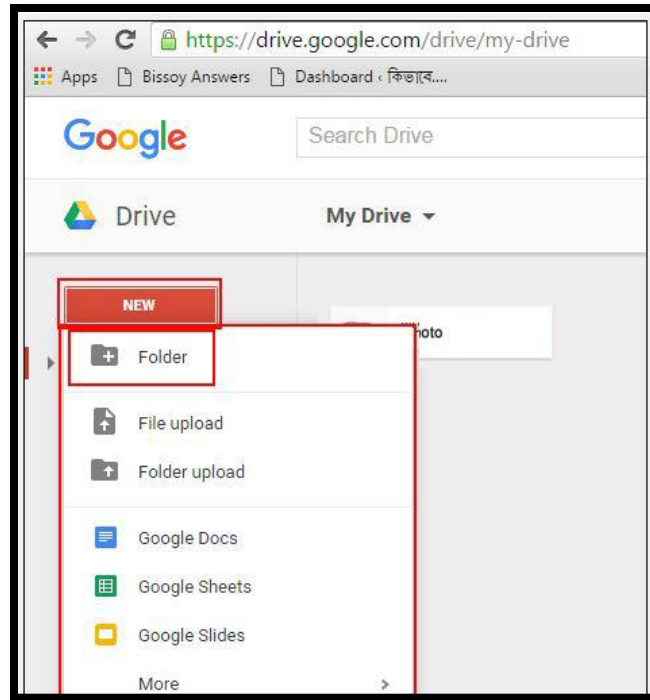 https://drive.google.com/drive/my-drive
Apps Bissoy Answers Dashboard ‹ কিভাবে....
Google Search Drive
Drive My Drive
NEW
Folder
File upload
Folder upload
Google Docs
Google Sheets
Google Slides
More >